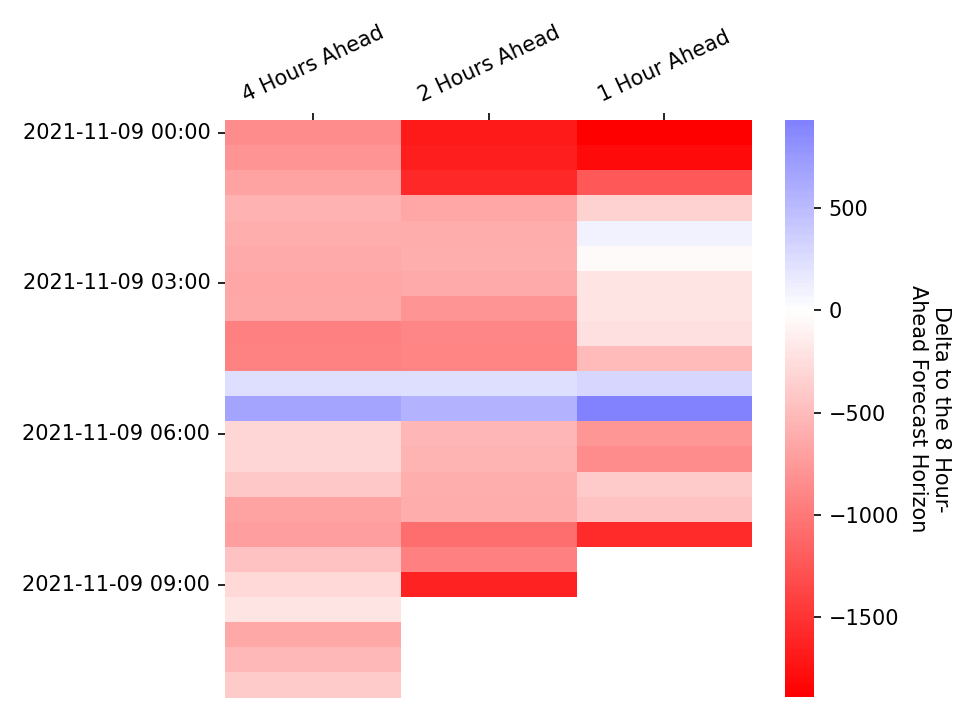 4 Hours Ahead
2 Hours Ahead
1 Hour Ahead
2021-11-09 00:00
2021-11-09 03:00
2021-11-09 06:00
2021-11-09 09:00
500
0
−500
−1000
−1500
Delta to the 8 Hour-
Ahead Forecast Horizon